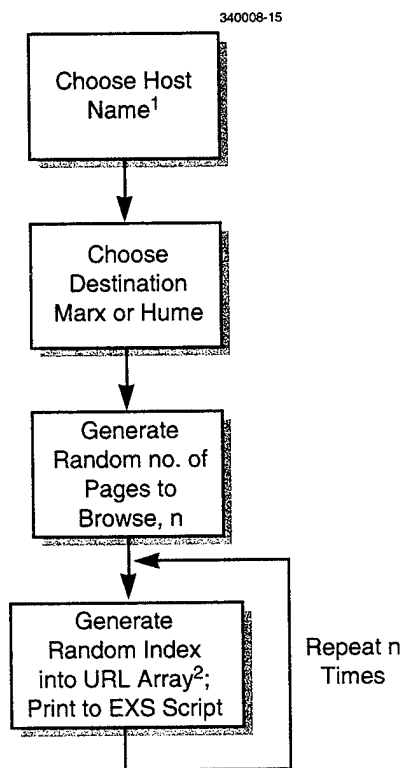 340008-15
Choose Host
Name¹
Choose
Destination
Marx or Hume
Generate
Random no. of
Pages to
Browse, n
Generate
Random Index
into URL Array²;
Print to EXS Script
Repeat n
Times